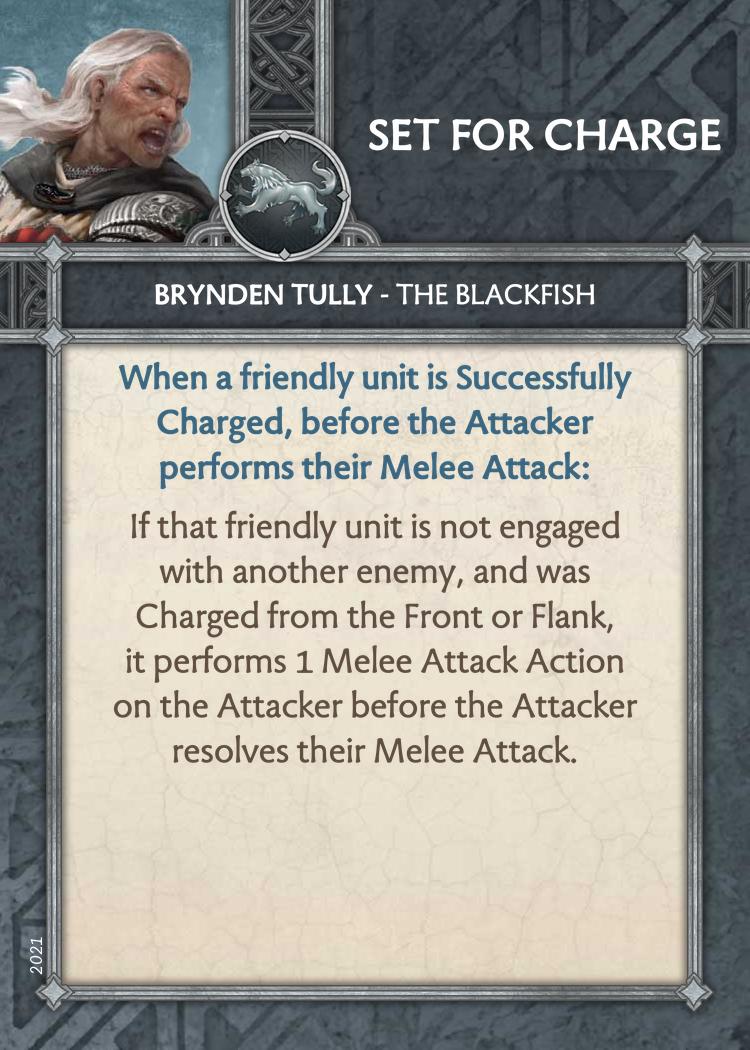 SET FOR CHARGE
BRYNDEN TULLY - THE BLACKFISH
When a friendly unit is Successfully
Charged, before the Attacker
performs their Melee Attack:
If that friendly unit is not engaged
with another enemy, and was
Charged from the Front or Flank,
it performs 1 Melee Attack Action
on the Attacker before the Attacker
resolves their Melee Attack.
2021